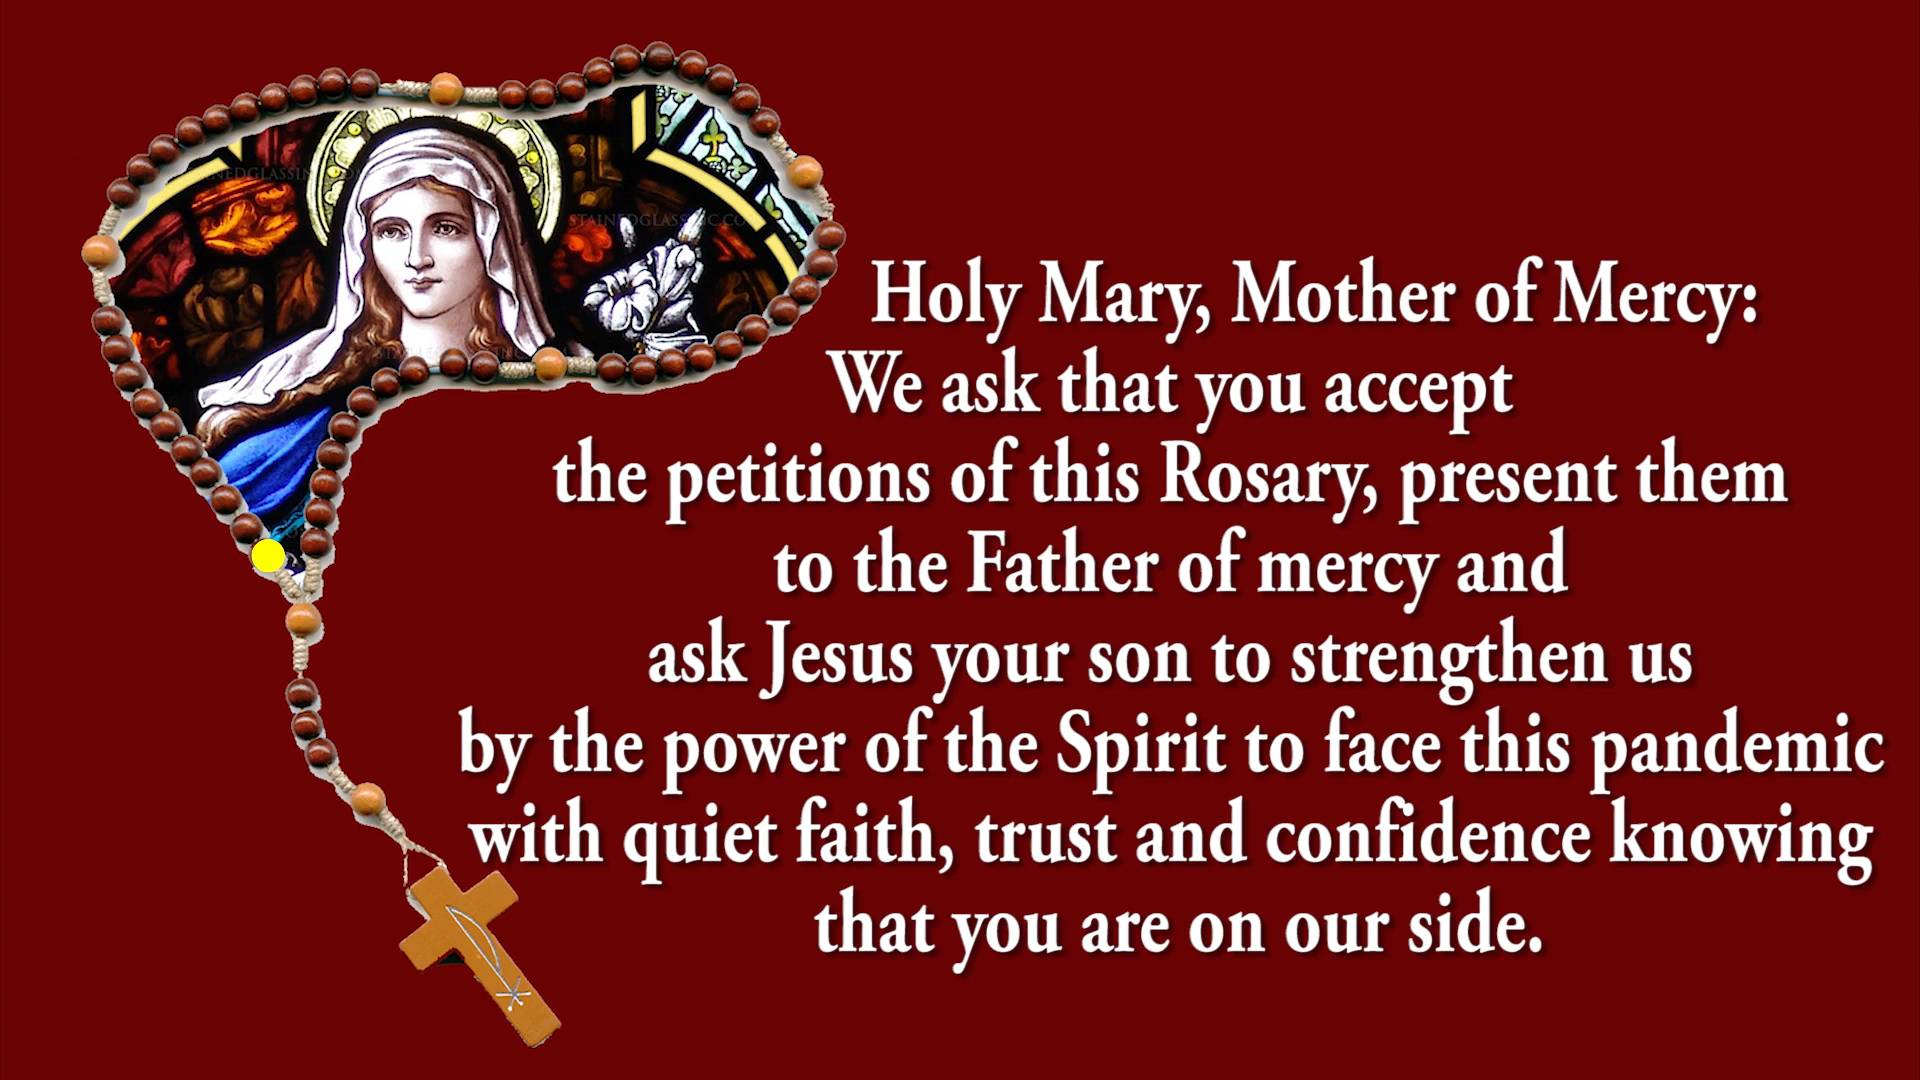 Holy Mary, Mother of Mercy:
We ask that you accept
the petitions of this Rosary, present them
to the Father of mercy and
ask Jesus your son to strengthen us
by the power of the Spirit to face this pandemic
with quiet faith, trust and confidence knowing
that you are on our side.